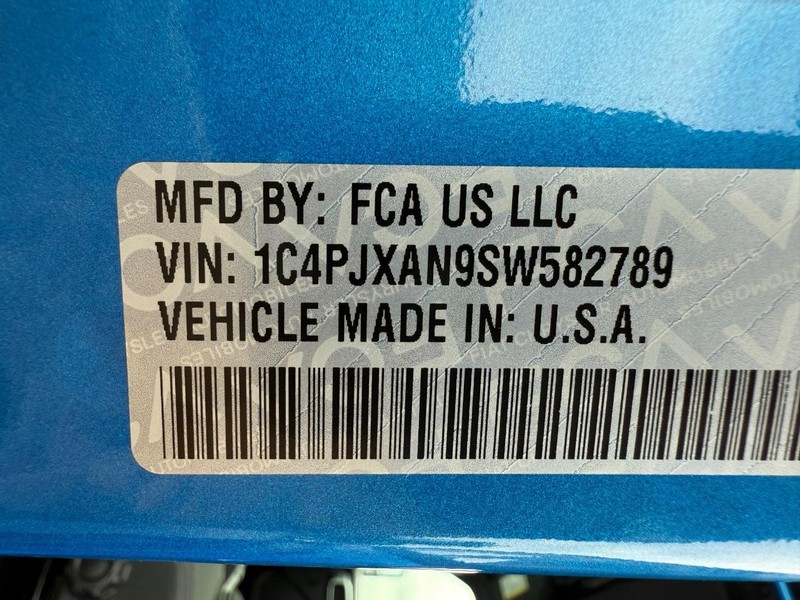 MFD BY: FCA US LLC
VIN: 1C4PJXAN9SW582789
VEHICLE MADE IN: U.S.A.